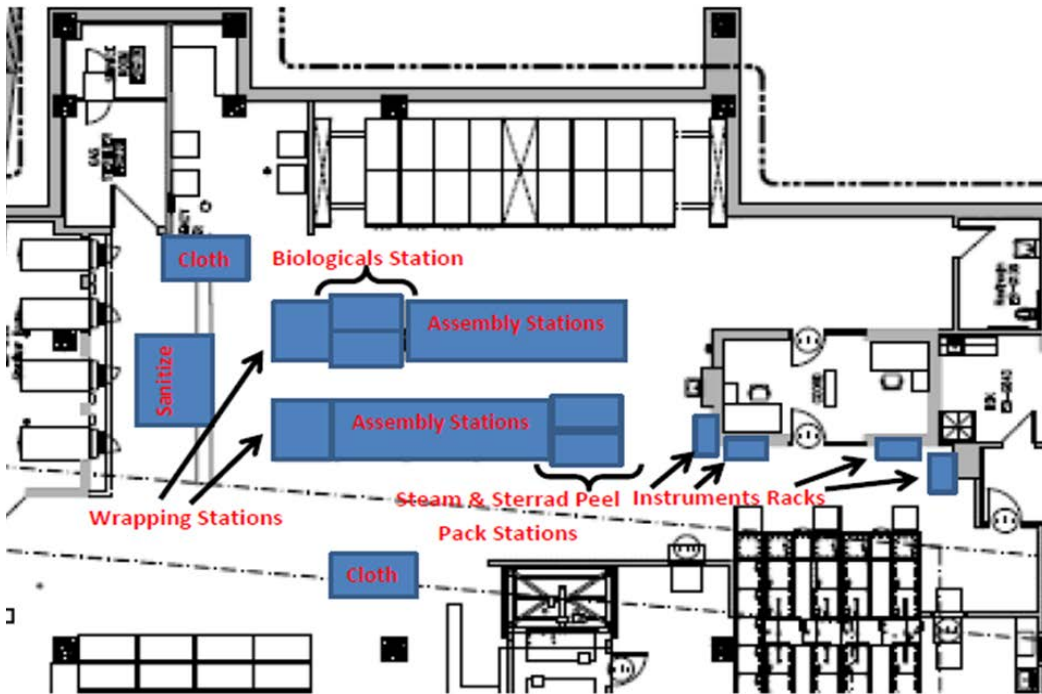 Cloth
Biologicals Station
Assembly Stations
Sanitize
Assembly Stations
Wrapping Stations
Steam & Sterrad Peel
Pack Stations
Instruments Racks
Cloth